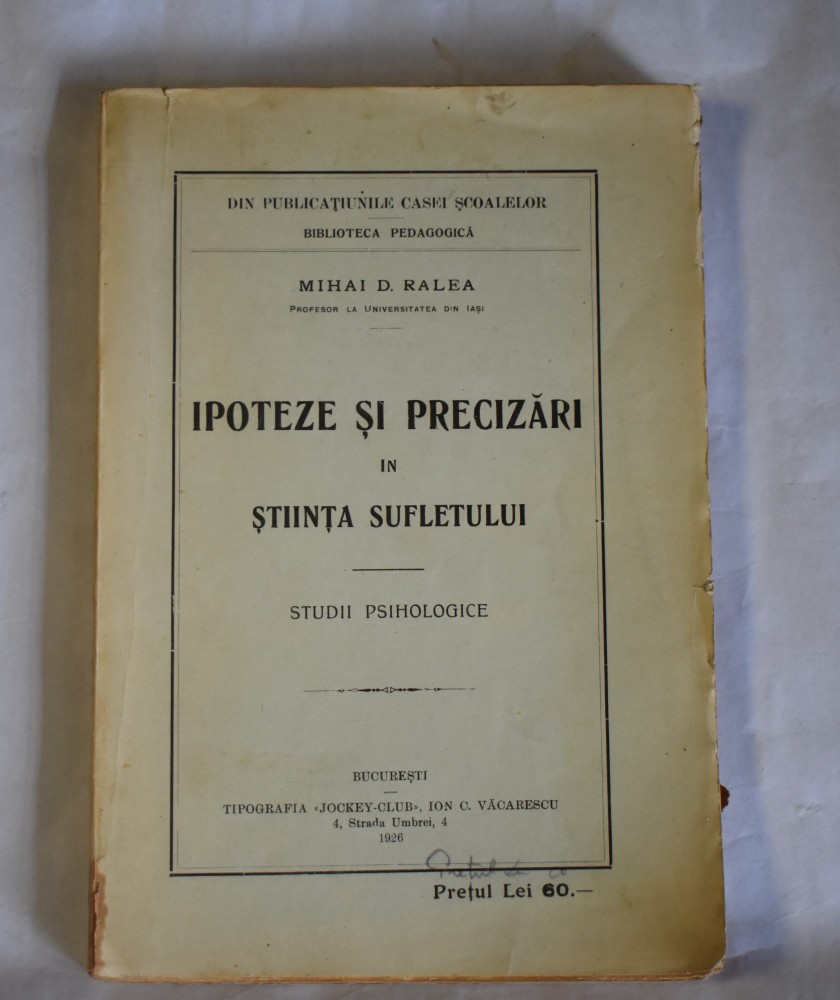 DIN PUBLICAȚIUNILE CASEI ȘCOALELOR
BIBLIOTECA PEDAGOGICĂ
MIHAI D. RALEA
PROFESOR LA UNIVERSITATEA DIN IAȘI
IPOTEZE ȘI PRECIZĂRI
IN
ȘTIINȚA SUFLETULUI
STUDII PSIHOLOGICE
BUCUREȘTI
TIPOGRAFIA «JOCKEY-CLUB», ION C. VĂCARESCU
4, Strada Umbrei, 4
1926
Prețul
Prețul Lei 60.—